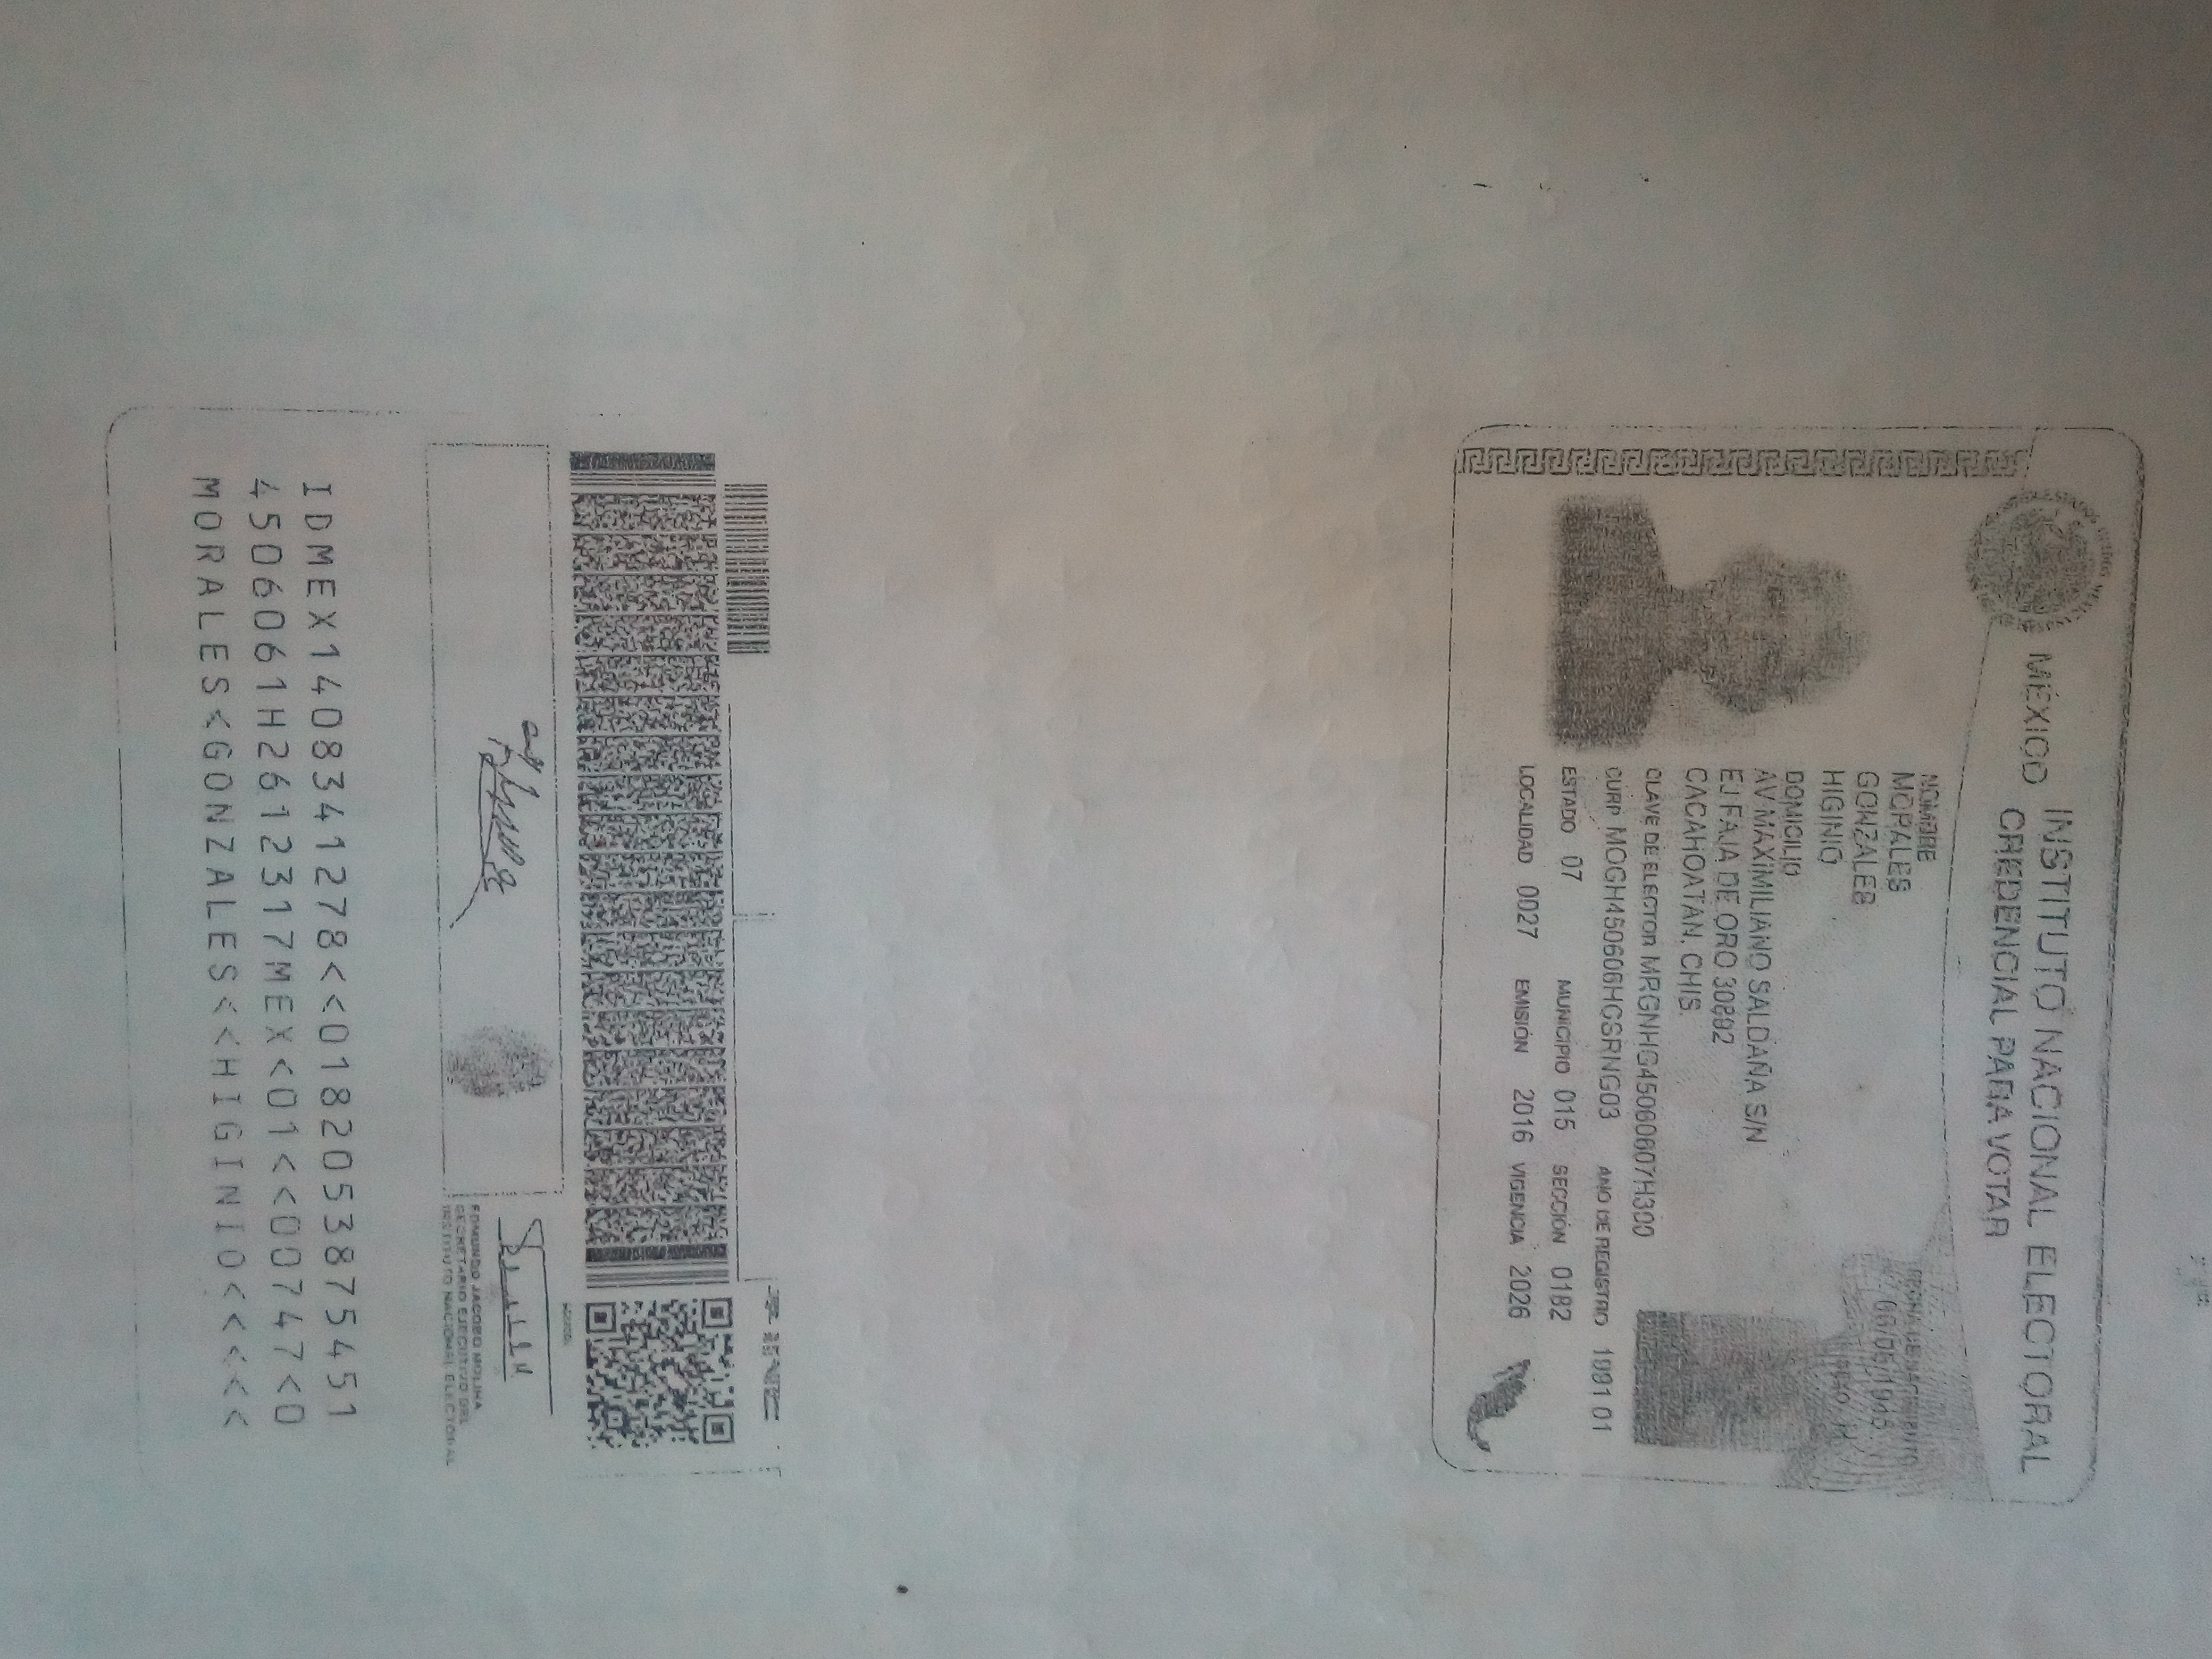 MÉXICO INSTITUTO NACIONAL ELECTORAL
CREDENCIAL PARA VOTAR
NOMBRE
MORALES
GONZALES
HIGINIO
FECHA DE NACIMIENTO
06/06/1945
SEXO H
DOMICILIO
AV MAXIMILIANO SALDAÑA S/N
EJ FAJA DE ORO 30892
CACAHOATAN, CHIS.
CLAVE DE ELECTOR MRGNHG45060607H300
CURP MOGH450606HCSRNG03 AÑO DE REGISTRO 1991 01
ESTADO 07 MUNICIPIO 015 SECCIÓN 0182
LOCALIDAD 0027 EMISIÓN 2016 VIGENCIA 2026
INE
EDMUNDO JACOBO MOLINA
SECRETARIO EJECUTIVO DEL
INSTITUTO NACIONAL ELECTORAL
IDMEX1408341278<<0182053875451
4506061H2612317MEX<01<<00747<0
MORALES<GONZALES<<HIGINIO<<<<<